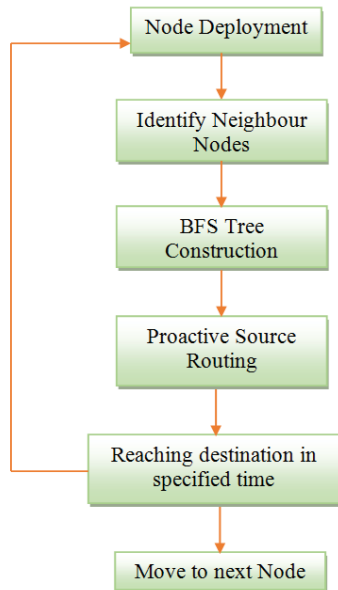 Node Deployment
Identify Neighbour
Nodes
BFS Tree
Construction
Proactive Source
Routing
Reaching destination in
specified time
Move to next Node